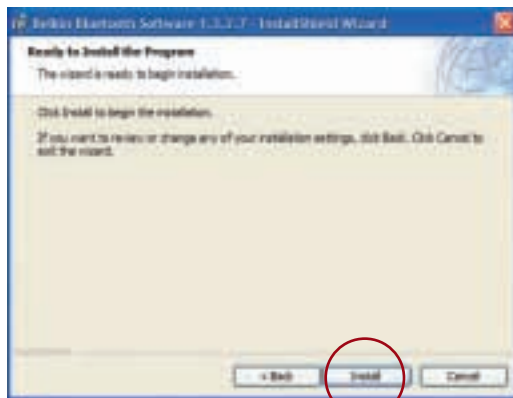 Belkin Bluetooth Software 1.3.2.7 - InstallShield Wizard
Ready to Install the Program
The wizard is ready to begin installation.
Click Install to begin the installation.
If you want to review or change any of your installation settings, click Back. Click Cancel to
exit the wizard.
< Back
Install
Cancel